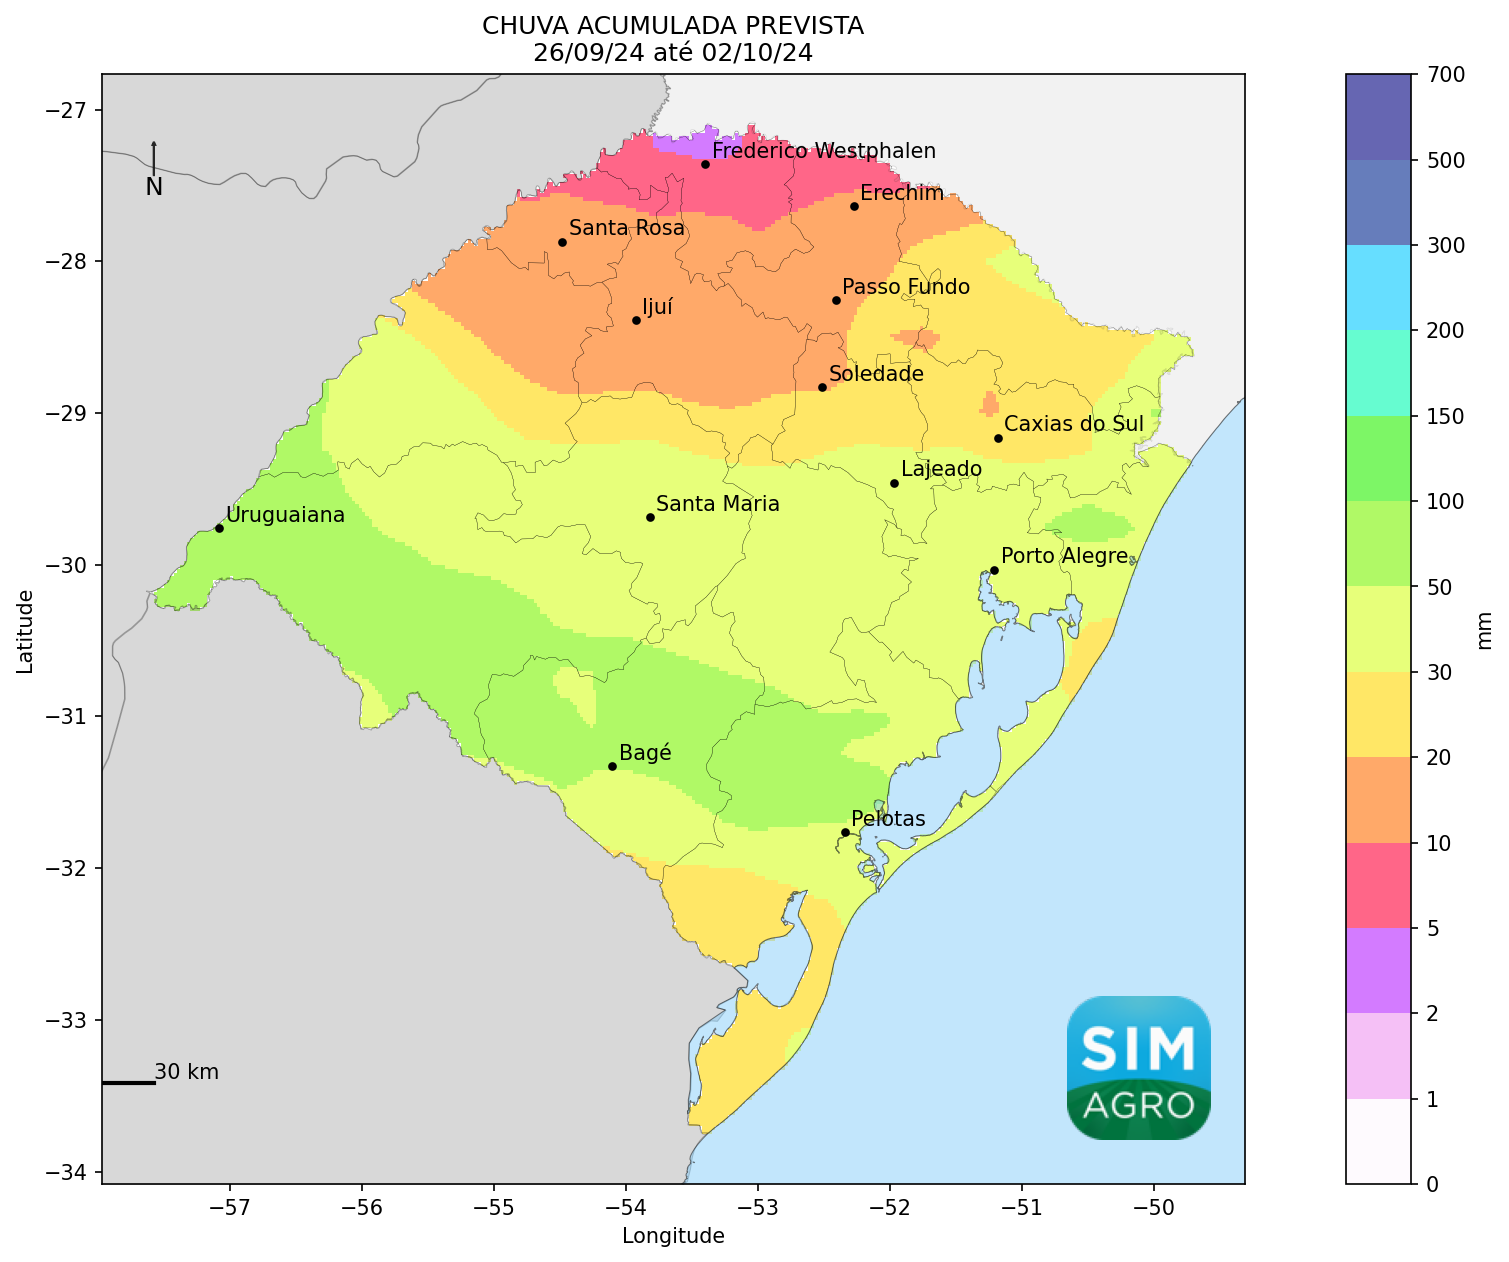 CHUVA ACUMULADA PREVISTA
26/09/24 até 02/10/24
−27
−28
−29
−30
−31
−32
−33
−34
Latitude
N
Frederico Westphalen
Erechim
Santa Rosa
Passo Fundo
Ijuí
Soledade
Caxias do Sul
Lajeado
Santa Maria
Uruguaiana
Porto Alegre
Bagé
Pelotas
30 km
SIM
AGRO
−57
−56
−55
−54
−53
−52
−51
−50
Longitude
700
500
300
200
150
100
50
30
20
10
5
2
1
0
mm